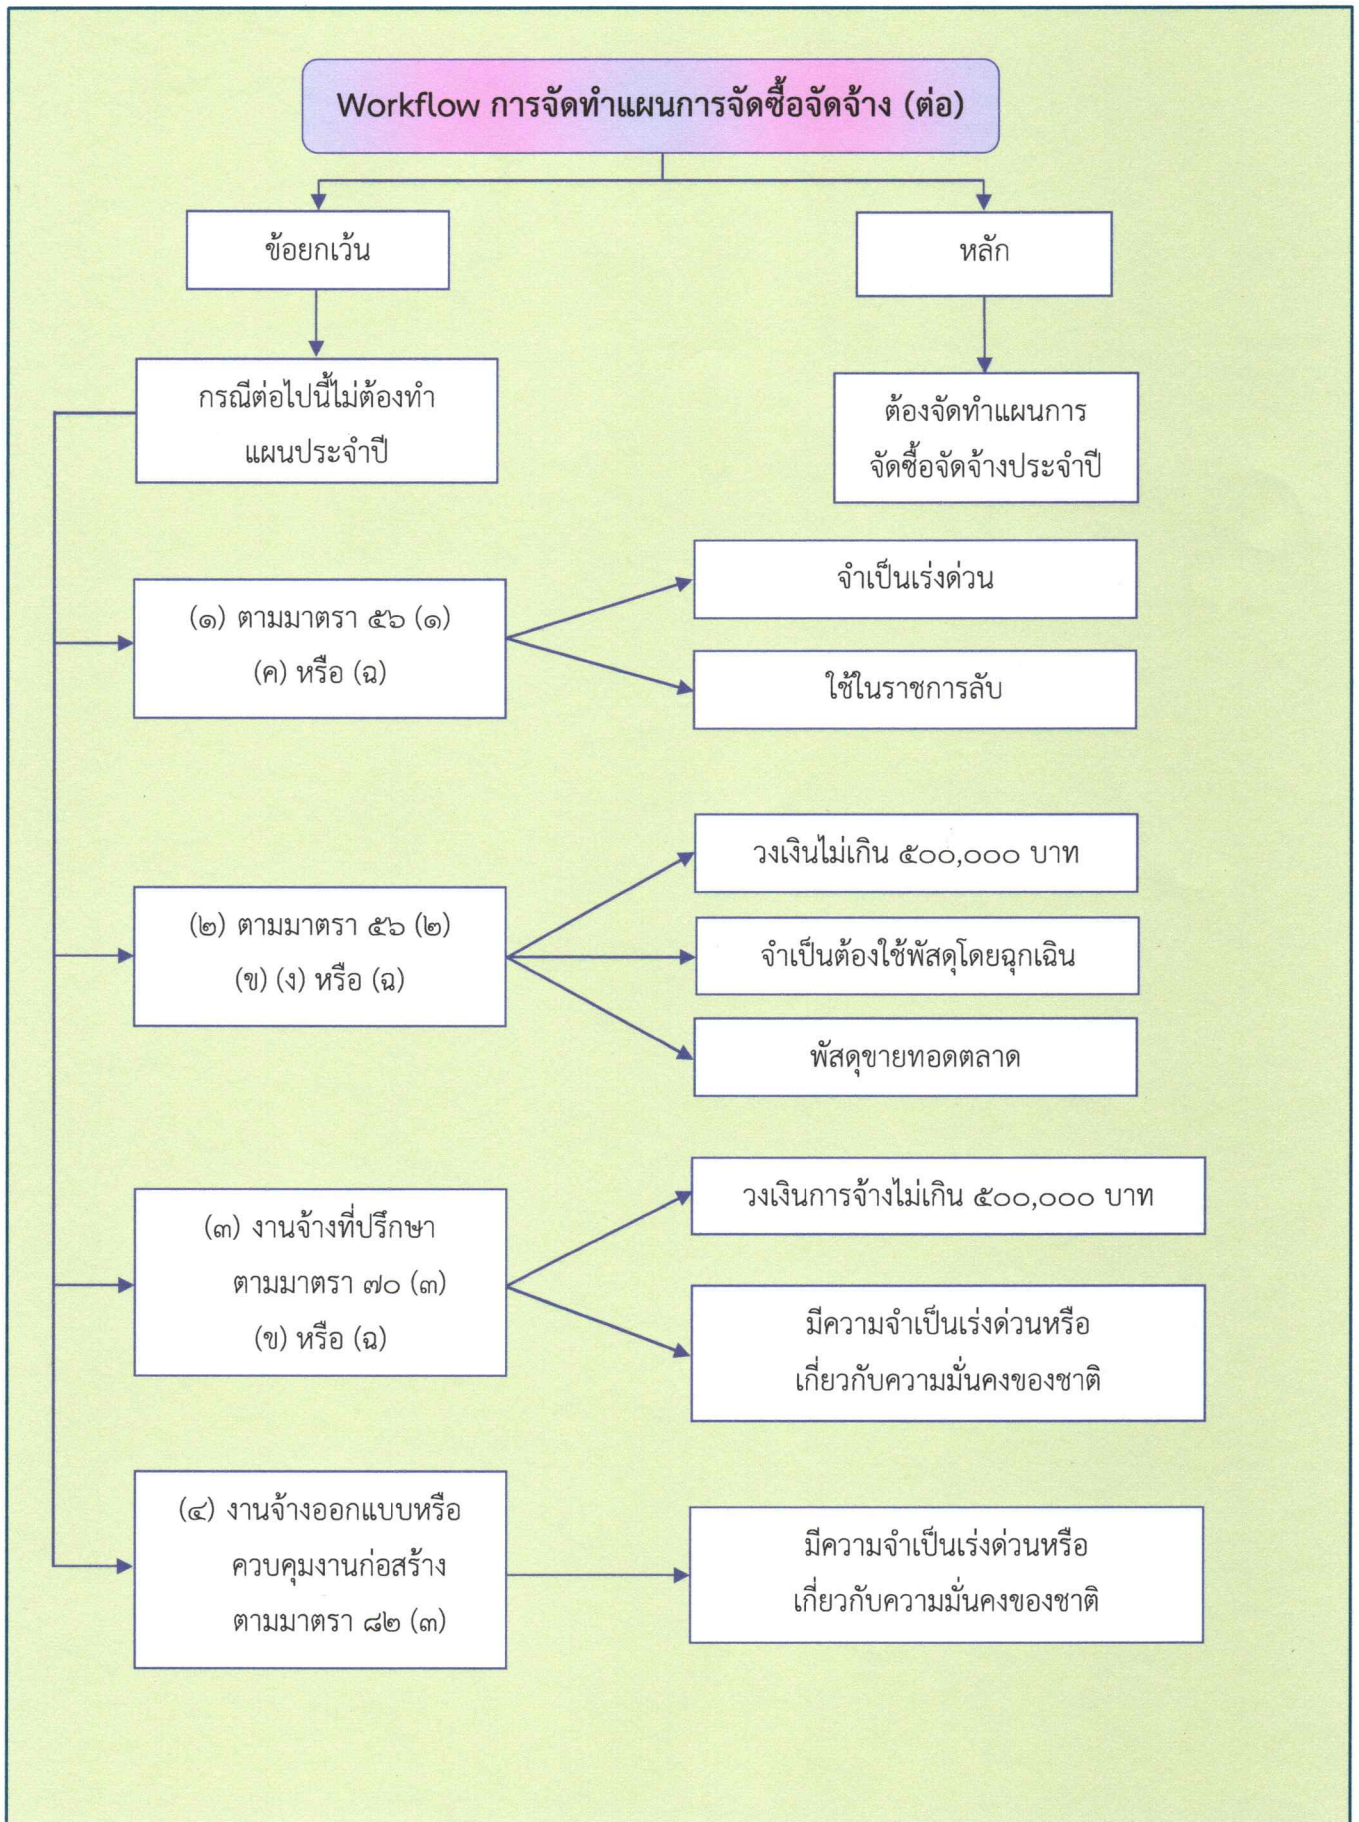 Workflow การจัดทำแผนการจัดซื้อจัดจ้าง (ต่อ)
ข้อยกเว้น
หลัก
กรณีต่อไปนี้ไม่ต้องทำ
แผนประจำปี
ต้องจัดทำแผนการ
จัดซื้อจัดจ้างประจำปี
(๑) ตามมาตรา ๕๖ (๑)
(ค) หรือ (ฉ)
จำเป็นเร่งด่วน
ใช้ในราชการลับ
(๒) ตามมาตรา ๕๖ (๒)
(ข) (ง) หรือ (ฉ)
วงเงินไม่เกิน ๕๐๐,๐๐๐ บาท
จำเป็นต้องใช้พัสดุโดยฉุกเฉิน
พัสดุขายทอดตลาด
(๓) งานจ้างที่ปรึกษา
ตามมาตรา ๗๐ (๓)
(ข) หรือ (ฉ)
วงเงินการจ้างไม่เกิน ๕๐๐,๐๐๐ บาท
มีความจำเป็นเร่งด่วนหรือ
เกี่ยวกับความมั่นคงของชาติ
(๔) งานจ้างออกแบบหรือ
ควบคุมงานก่อสร้าง
ตามมาตรา ๘๒ (๓)
มีความจำเป็นเร่งด่วนหรือ
เกี่ยวกับความมั่นคงของชาติ